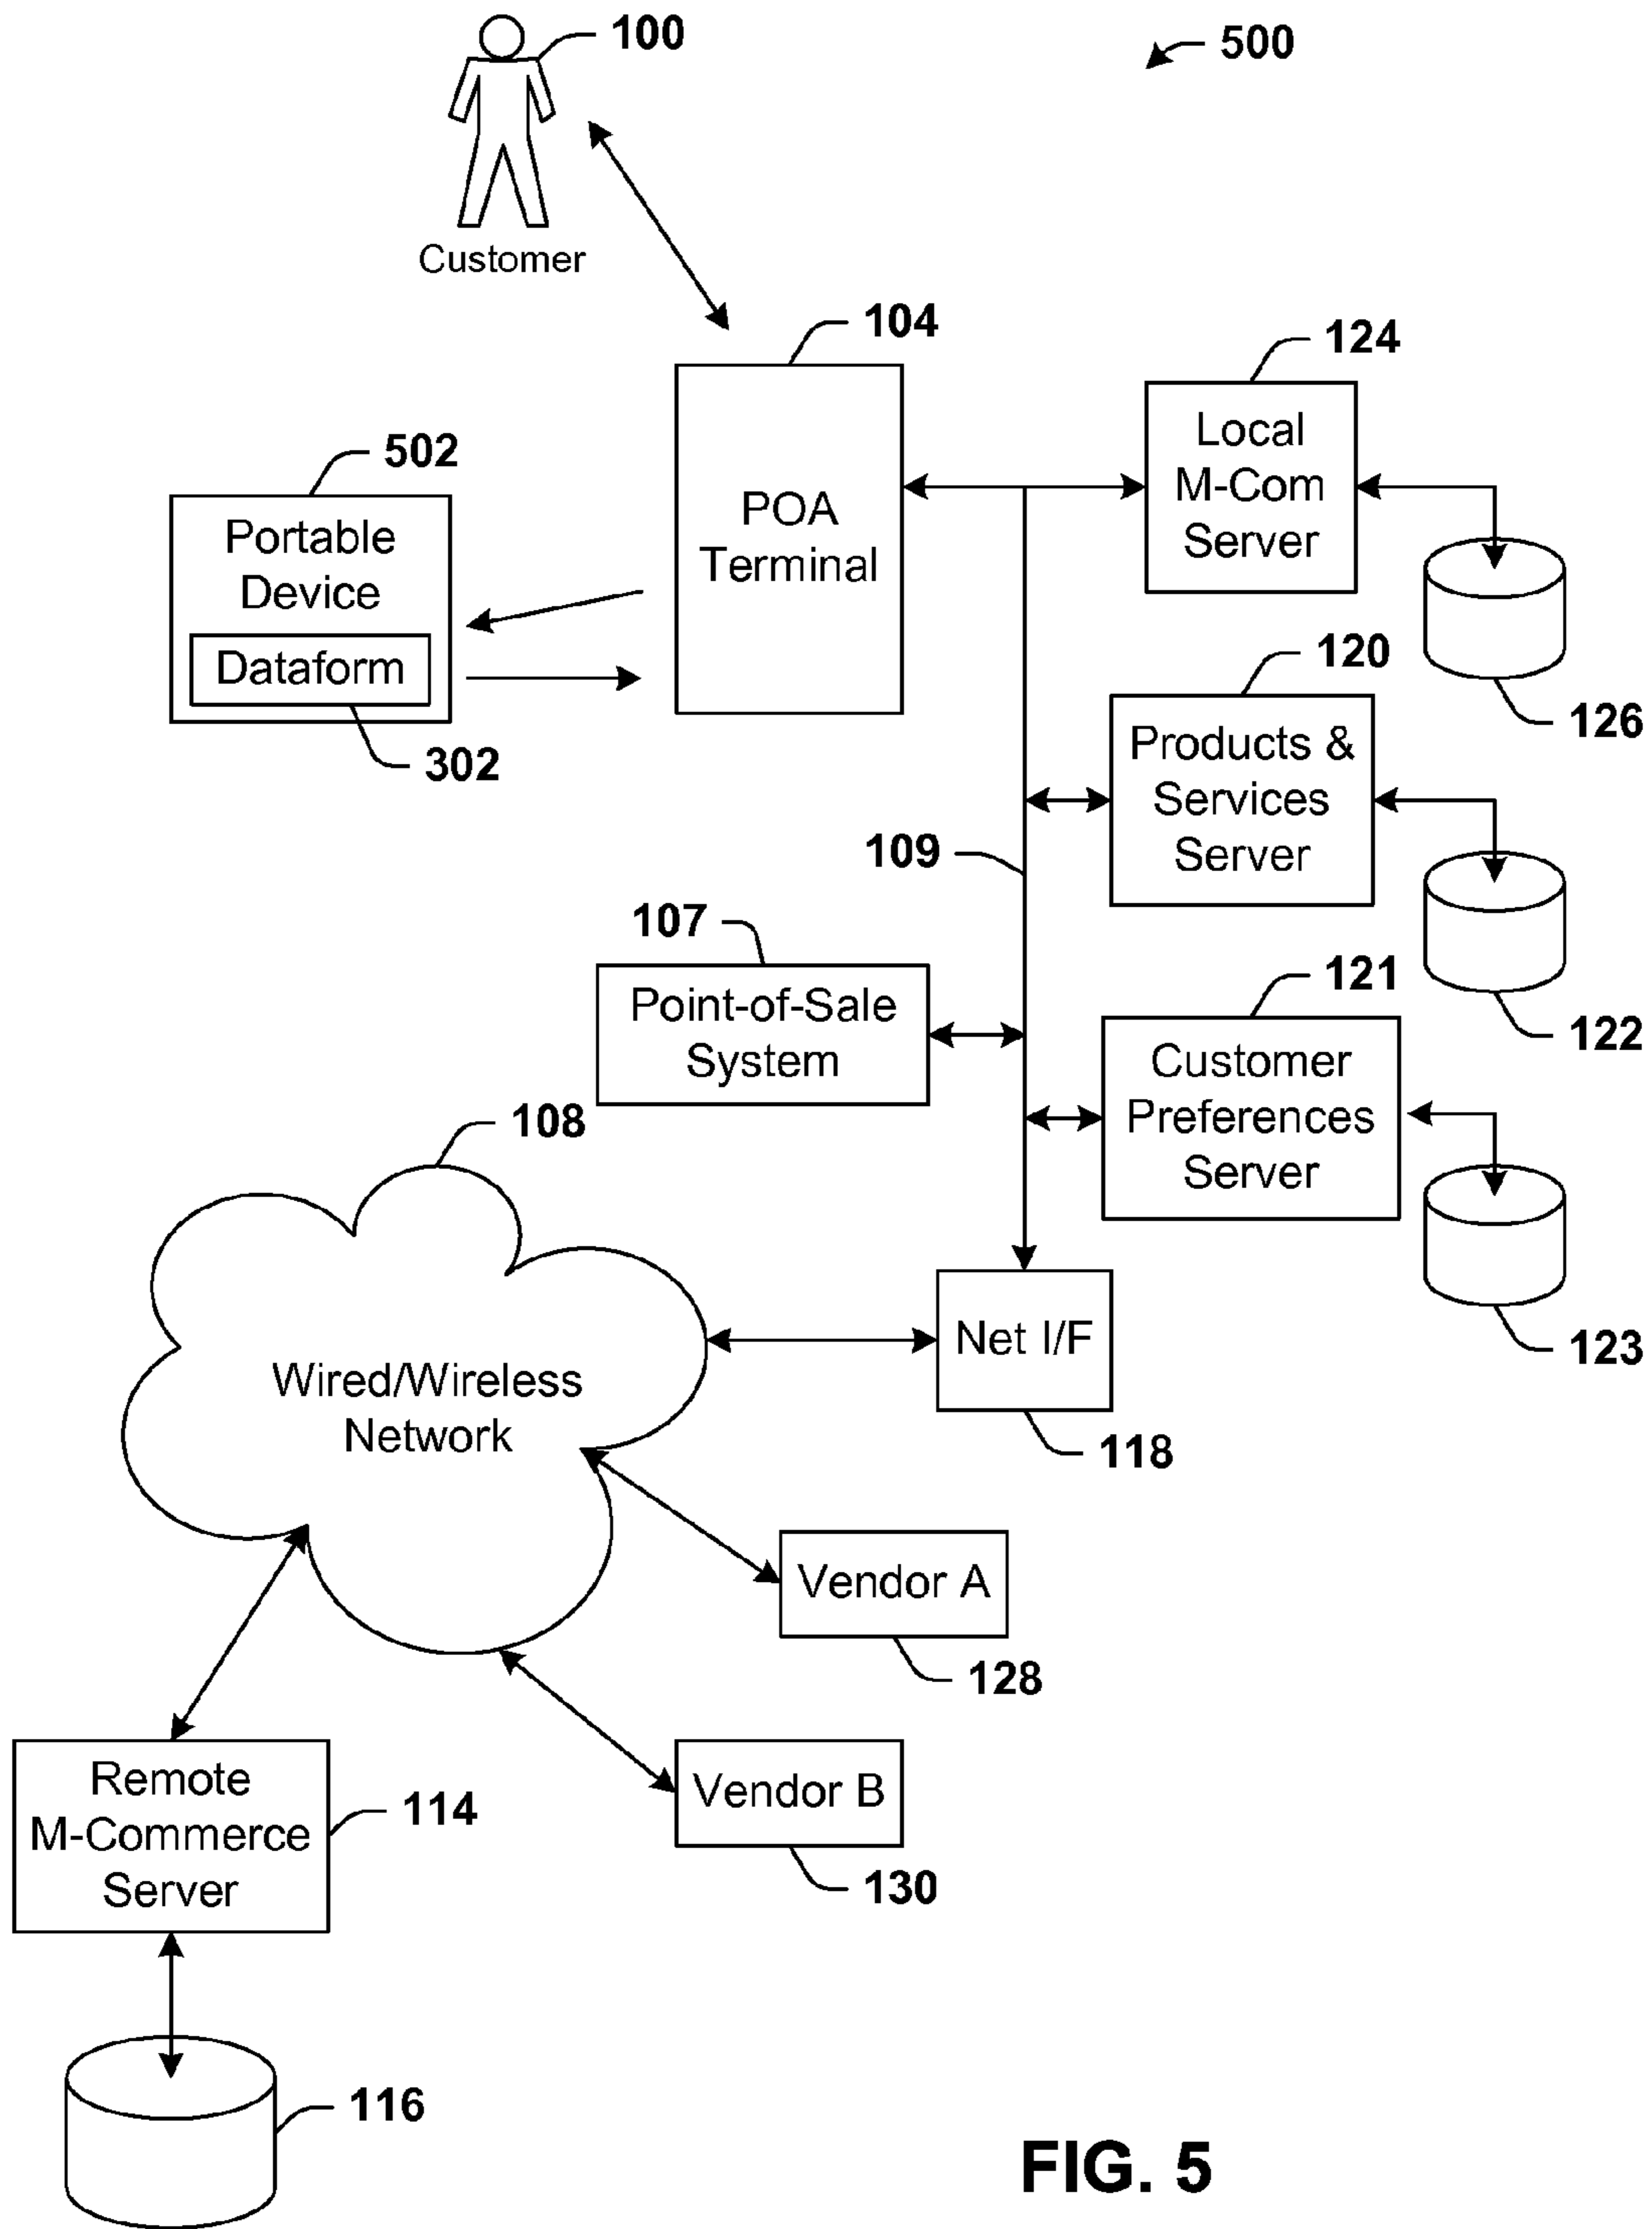 100
500
Customer
104
124
Local
M-Com
Server
502
Portable
Device
Dataform
302
POA
Terminal
126
120
Products &
Services
Server
109
122
107
Point-of-Sale
System
121
Customer
Preferences
Server
123
108
Wired/Wireless
Network
Net I/F
118
Vendor A
128
Vendor B
130
Remote
M-Commerce
Server
114
116
FIG. 5